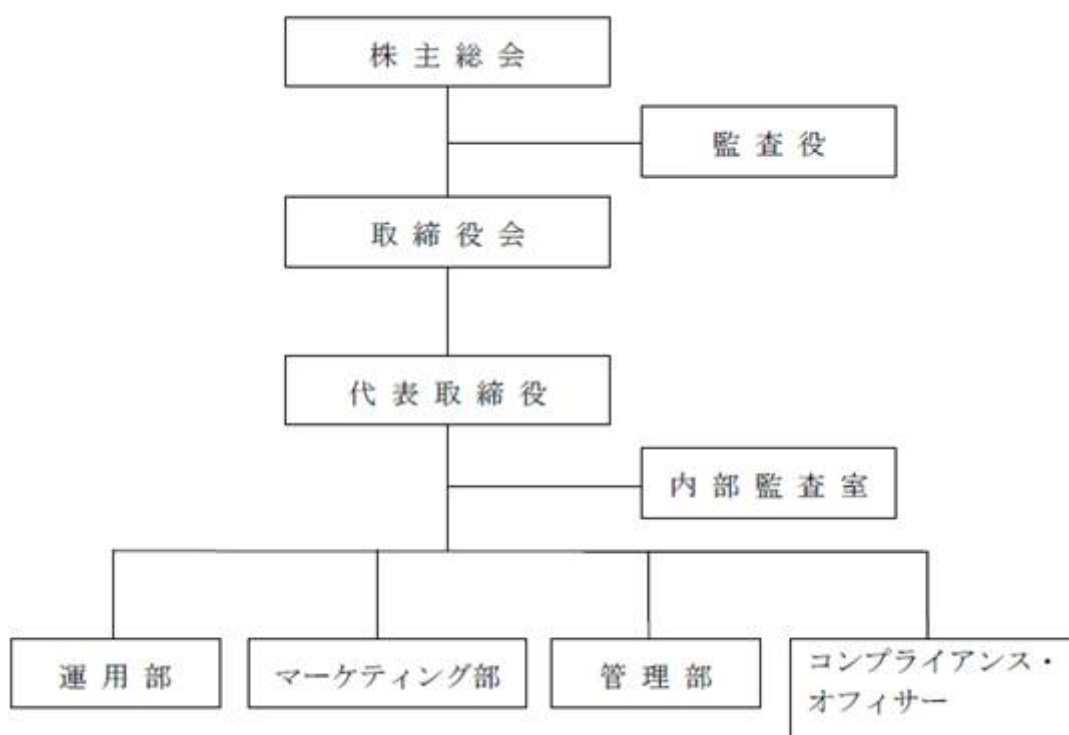 株主総会
監査役
取締役会
代表取締役
内部監査室
運用部
マーケティング部
管理部
コンプライアンス・
オフィサー